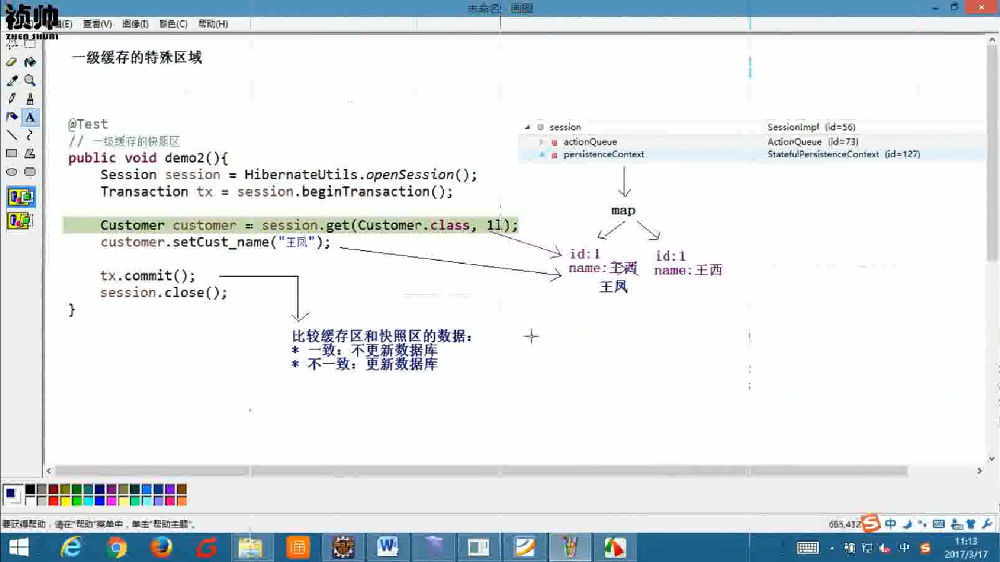 未命名 - 画图
祯帅
ZHEN SHUAI
查看(V) 图像(I) 颜色(C) 帮助(H)
一级缓存的特殊区域
@Test
// 一级缓存的快照区
public void demo2(){
Session session = HibernateUtils.openSession();
Transaction tx = session.beginTransaction();
Customer customer = session.get(Customer.class, 1l);
customer.setCust_name("王凤");
tx.commit();
session.close();
}
session SessionImpl (id=56)
actionQueue ActionQueue (id=73)
persistenceContext StatefulPersistenceContext (id=127)
map
id:1
name:王西
王凤
id:1
name:王西
比较缓存区和快照区的数据:
* 一致: 不更新数据库
* 不一致: 更新数据库
要获得帮助，请在"帮助"菜单中，单击"帮助主题"。
665,412
中
中
11:13
2017/3/17